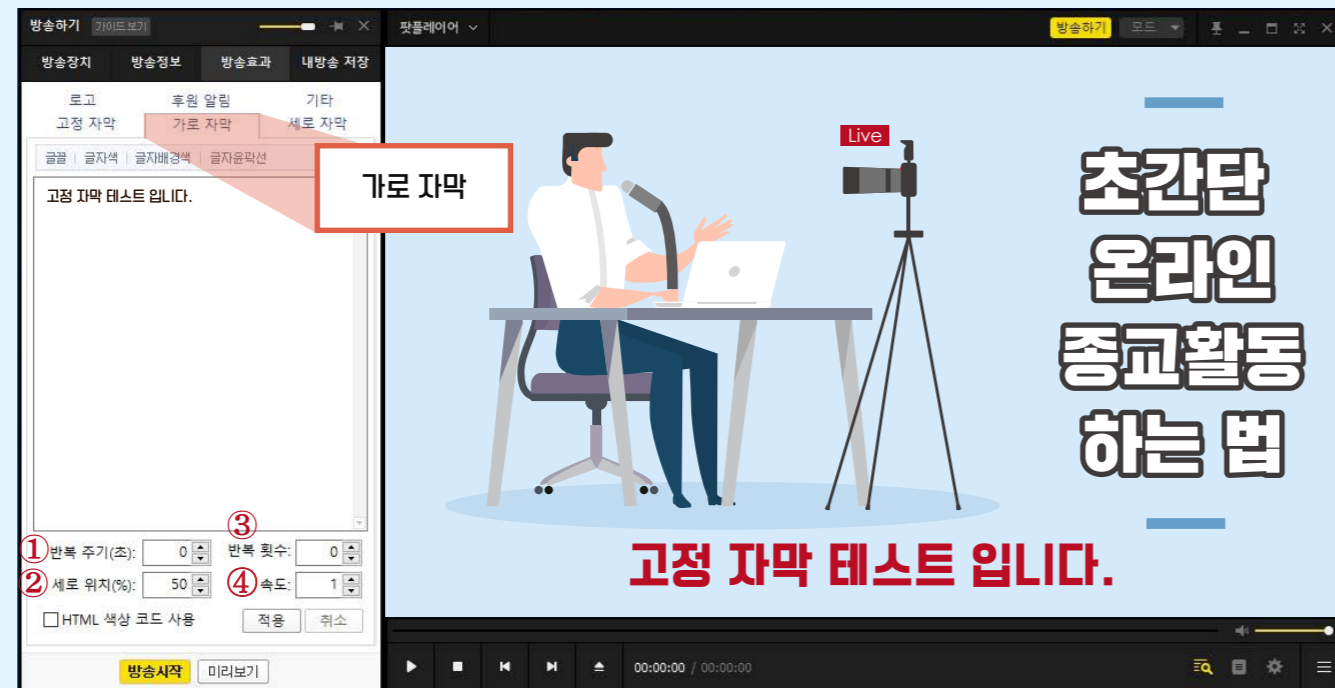 방송하기 가이드 보기
방송장치 방송정보 방송효과 내방송 저장
로고 후원 알림 기타
고정 자막 가로 자막 세로 자막
글꼴 | 글자색 | 글자배경색 | 글자윤곽선
고정 자막 테스트 입니다.
가로 자막
① 반복 주기(초): 0 ③ 반복 횟수: 0
② 세로 위치(%): 50 ④ 속도: 1
HTML 색상 코드 사용 적용 취소
방송시작 미리보기
팟플레이어 방송하기 모드
Live
초간단
온라인
종교활동
하는 법
고정 자막 테스트 입니다.
00:00:00 / 00:00:00